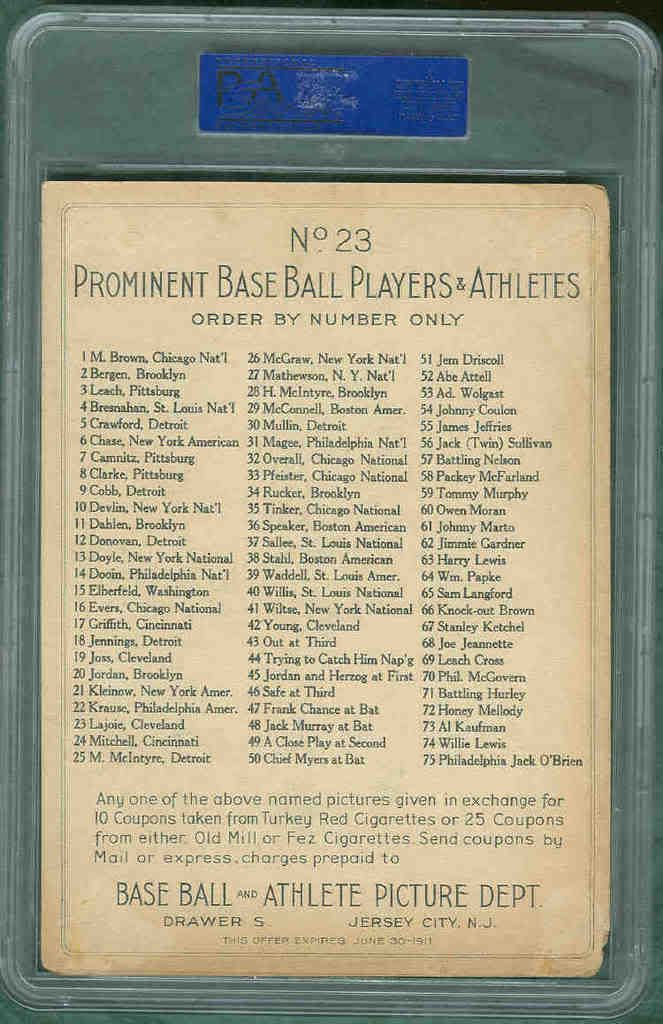 PSA
Nº 23
PROMINENT BASE BALL PLAYERS & ATHLETES
ORDER BY NUMBER ONLY
1 M. Brown, Chicago Nat'l
2 Bergen, Brooklyn
3 Leach, Pittsburg
4 Bresnahan, St. Louis Nat'l
5 Crawford, Detroit
6 Chase, New York American
7 Camnitz, Pittsburg
8 Clarke, Pittsburg
9 Cobb, Detroit
10 Devlin, New York Nat'l
11 Dahlen, Brooklyn
12 Donovan, Detroit
13 Doyle, New York National
14 Dooin, Philadelphia Nat'l
15 Elberfeld, Washington
16 Evers, Chicago National
17 Griffith, Cincinnati
18 Jennings, Detroit
19 Joss, Cleveland
20 Jordan, Brooklyn
21 Kleinow, New York Amer.
22 Krause, Philadelphia Amer.
23 Lajoie, Cleveland
24 Mitchell, Cincinnati
25 M. McIntyre, Detroit
26 McGraw, New York Nat'l
27 Mathewson, N. Y. Nat'l
28 H. McIntyre, Brooklyn
29 McConnell, Boston Amer.
30 Mullin, Detroit
31 Magee, Philadelphia Nat'l
32 Overall, Chicago National
33 Pfeister, Chicago National
34 Rucker, Brooklyn
35 Tinker, Chicago National
36 Speaker, Boston American
37 Sallee, St. Louis National
38 Stahl, Boston American
39 Waddell, St. Louis Amer.
40 Willis, St. Louis National
41 Wiltse, New York National
42 Young, Cleveland
43 Out at Third
44 Trying to Catch Him Nap'g
45 Jordan and Herzog at First
46 Safe at Third
47 Frank Chance at Bat
48 Jack Murray at Bat
49 A Close Play at Second
50 Chief Myers at Bat
51 Jem Driscoll
52 Abe Attell
53 Ad. Wolgast
54 Johnny Coulon
55 James Jeffries
56 Jack (Twin) Sullivan
57 Battling Nelson
58 Packey McFarland
59 Tommy Murphy
60 Owen Moran
61 Johnny Marto
62 Jimmie Gardner
63 Harry Lewis
64 Wm. Papke
65 Sam Langford
66 Knock-out Brown
67 Stanley Ketchel
68 Joe Jeannette
69 Leach Cross
70 Phil. McGovern
71 Battling Hurley
72 Honey Mellody
73 Al Kaufman
74 Willie Lewis
75 Philadelphia Jack O'Brien
Any one of the above named pictures given in exchange for
10 Coupons taken from Turkey Red Cigarettes or 25 Coupons
from either Old Mill or Fez Cigarettes. Send coupons by
Mail or express, charges prepaid to
BASE BALL AND ATHLETE PICTURE DEPT.
DRAWER S. JERSEY CITY, N.J.
THIS OFFER EXPIRES JUNE 30-1911